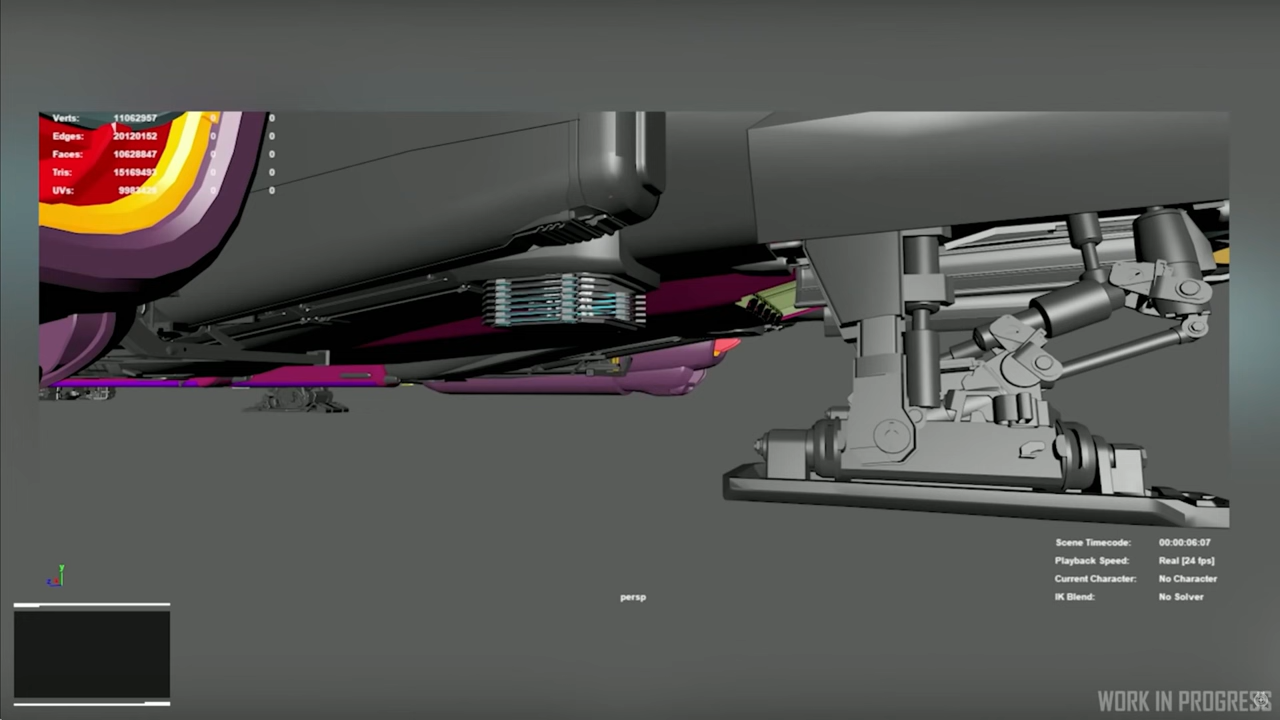 Verts: 11062957 0 0
Edges: 20120152 0 0
Faces: 10628847 0 0
Tris: 15169493 0 0
UVs: 0 0
Scene Timecode: 00:00:06:07
Playback Speed: Real [24 fps]
Current Character: No Character
IK Blend: No Solver
y
z
persp
WORK IN PROGRESS